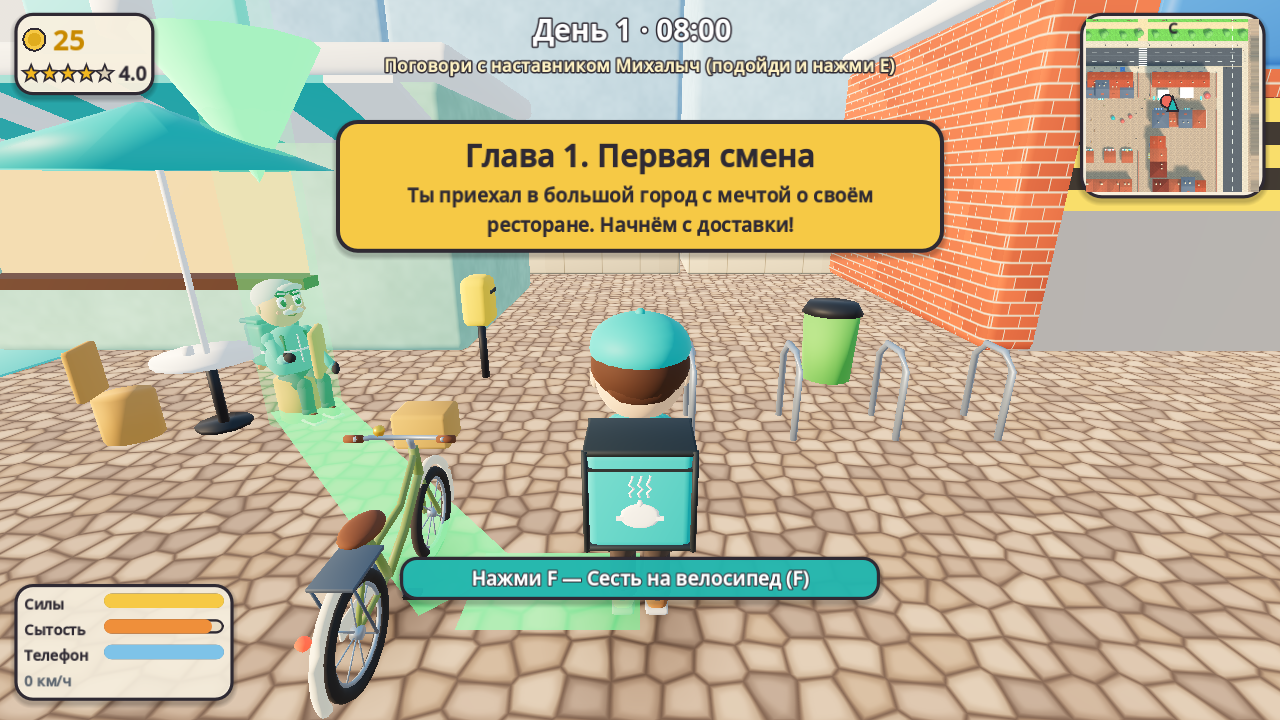 25
4.0
День 1 · 08:00
Поговори с наставником Михалыч (подойди и нажми E)
С
Глава 1. Первая смена
Ты приехал в большой город с мечтой о своём
ресторане. Начнём с доставки!
Нажми F — Сесть на велосипед (F)
Силы
Сытость
Телефон
0 км/ч